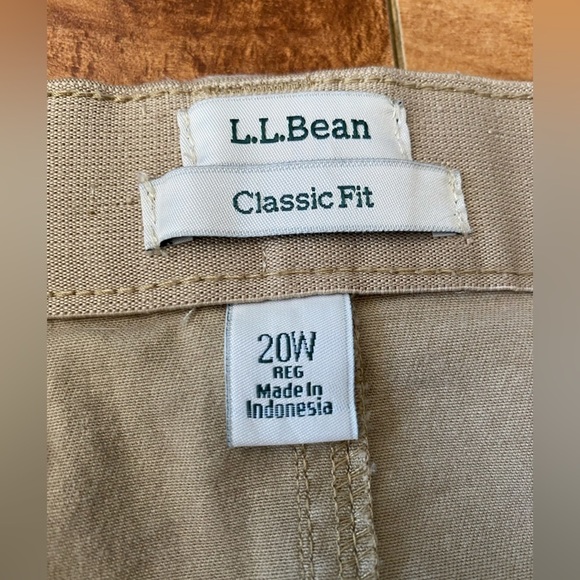 L.L.Bean
Classic Fit
20W
REG
Made In
Indonesia